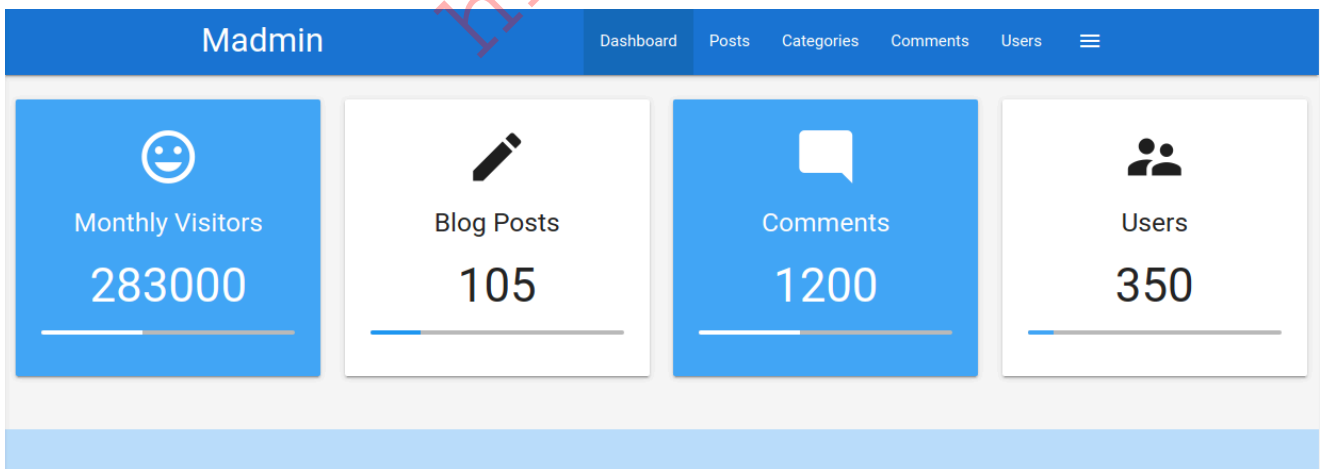 Madmin
Dashboard Posts Categories Comments Users
Monthly Visitors
283000
Blog Posts
105
Comments
1200
Users
350